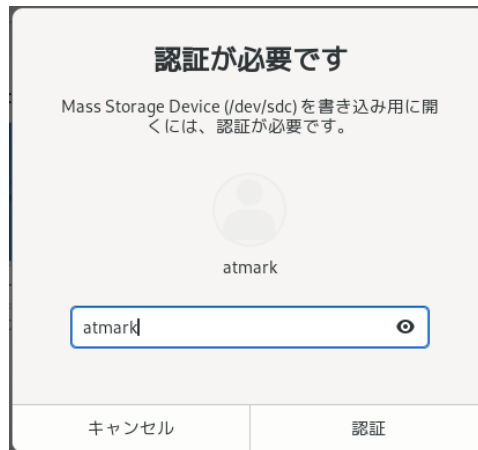 認証が必要です
Mass Storage Device (/dev/sdc) を書き込み用に開
くには、認証が必要です。
atmark
atmark
キャンセル
認証